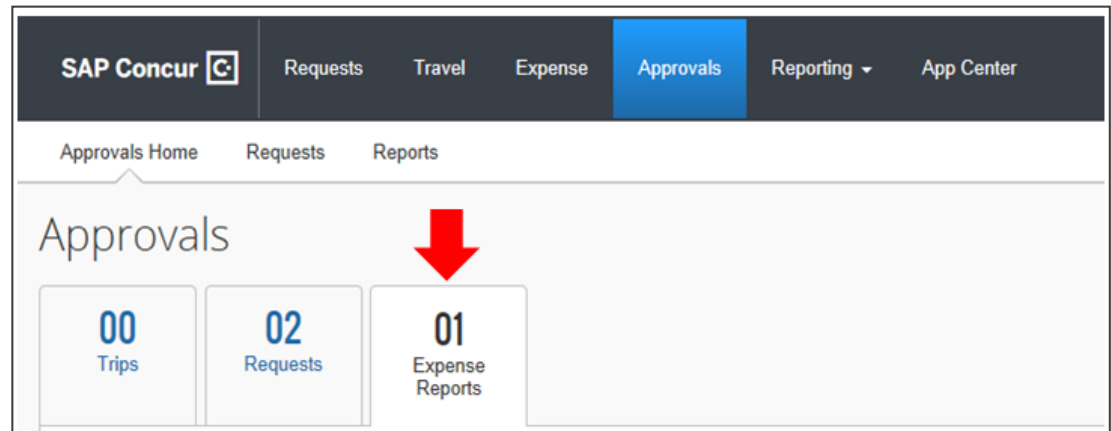 SAP Concur C Requests Travel Expense Approvals Reporting App Center
Approvals Home Requests Reports
Approvals
00 02 01
Trips Requests Expense
Reports